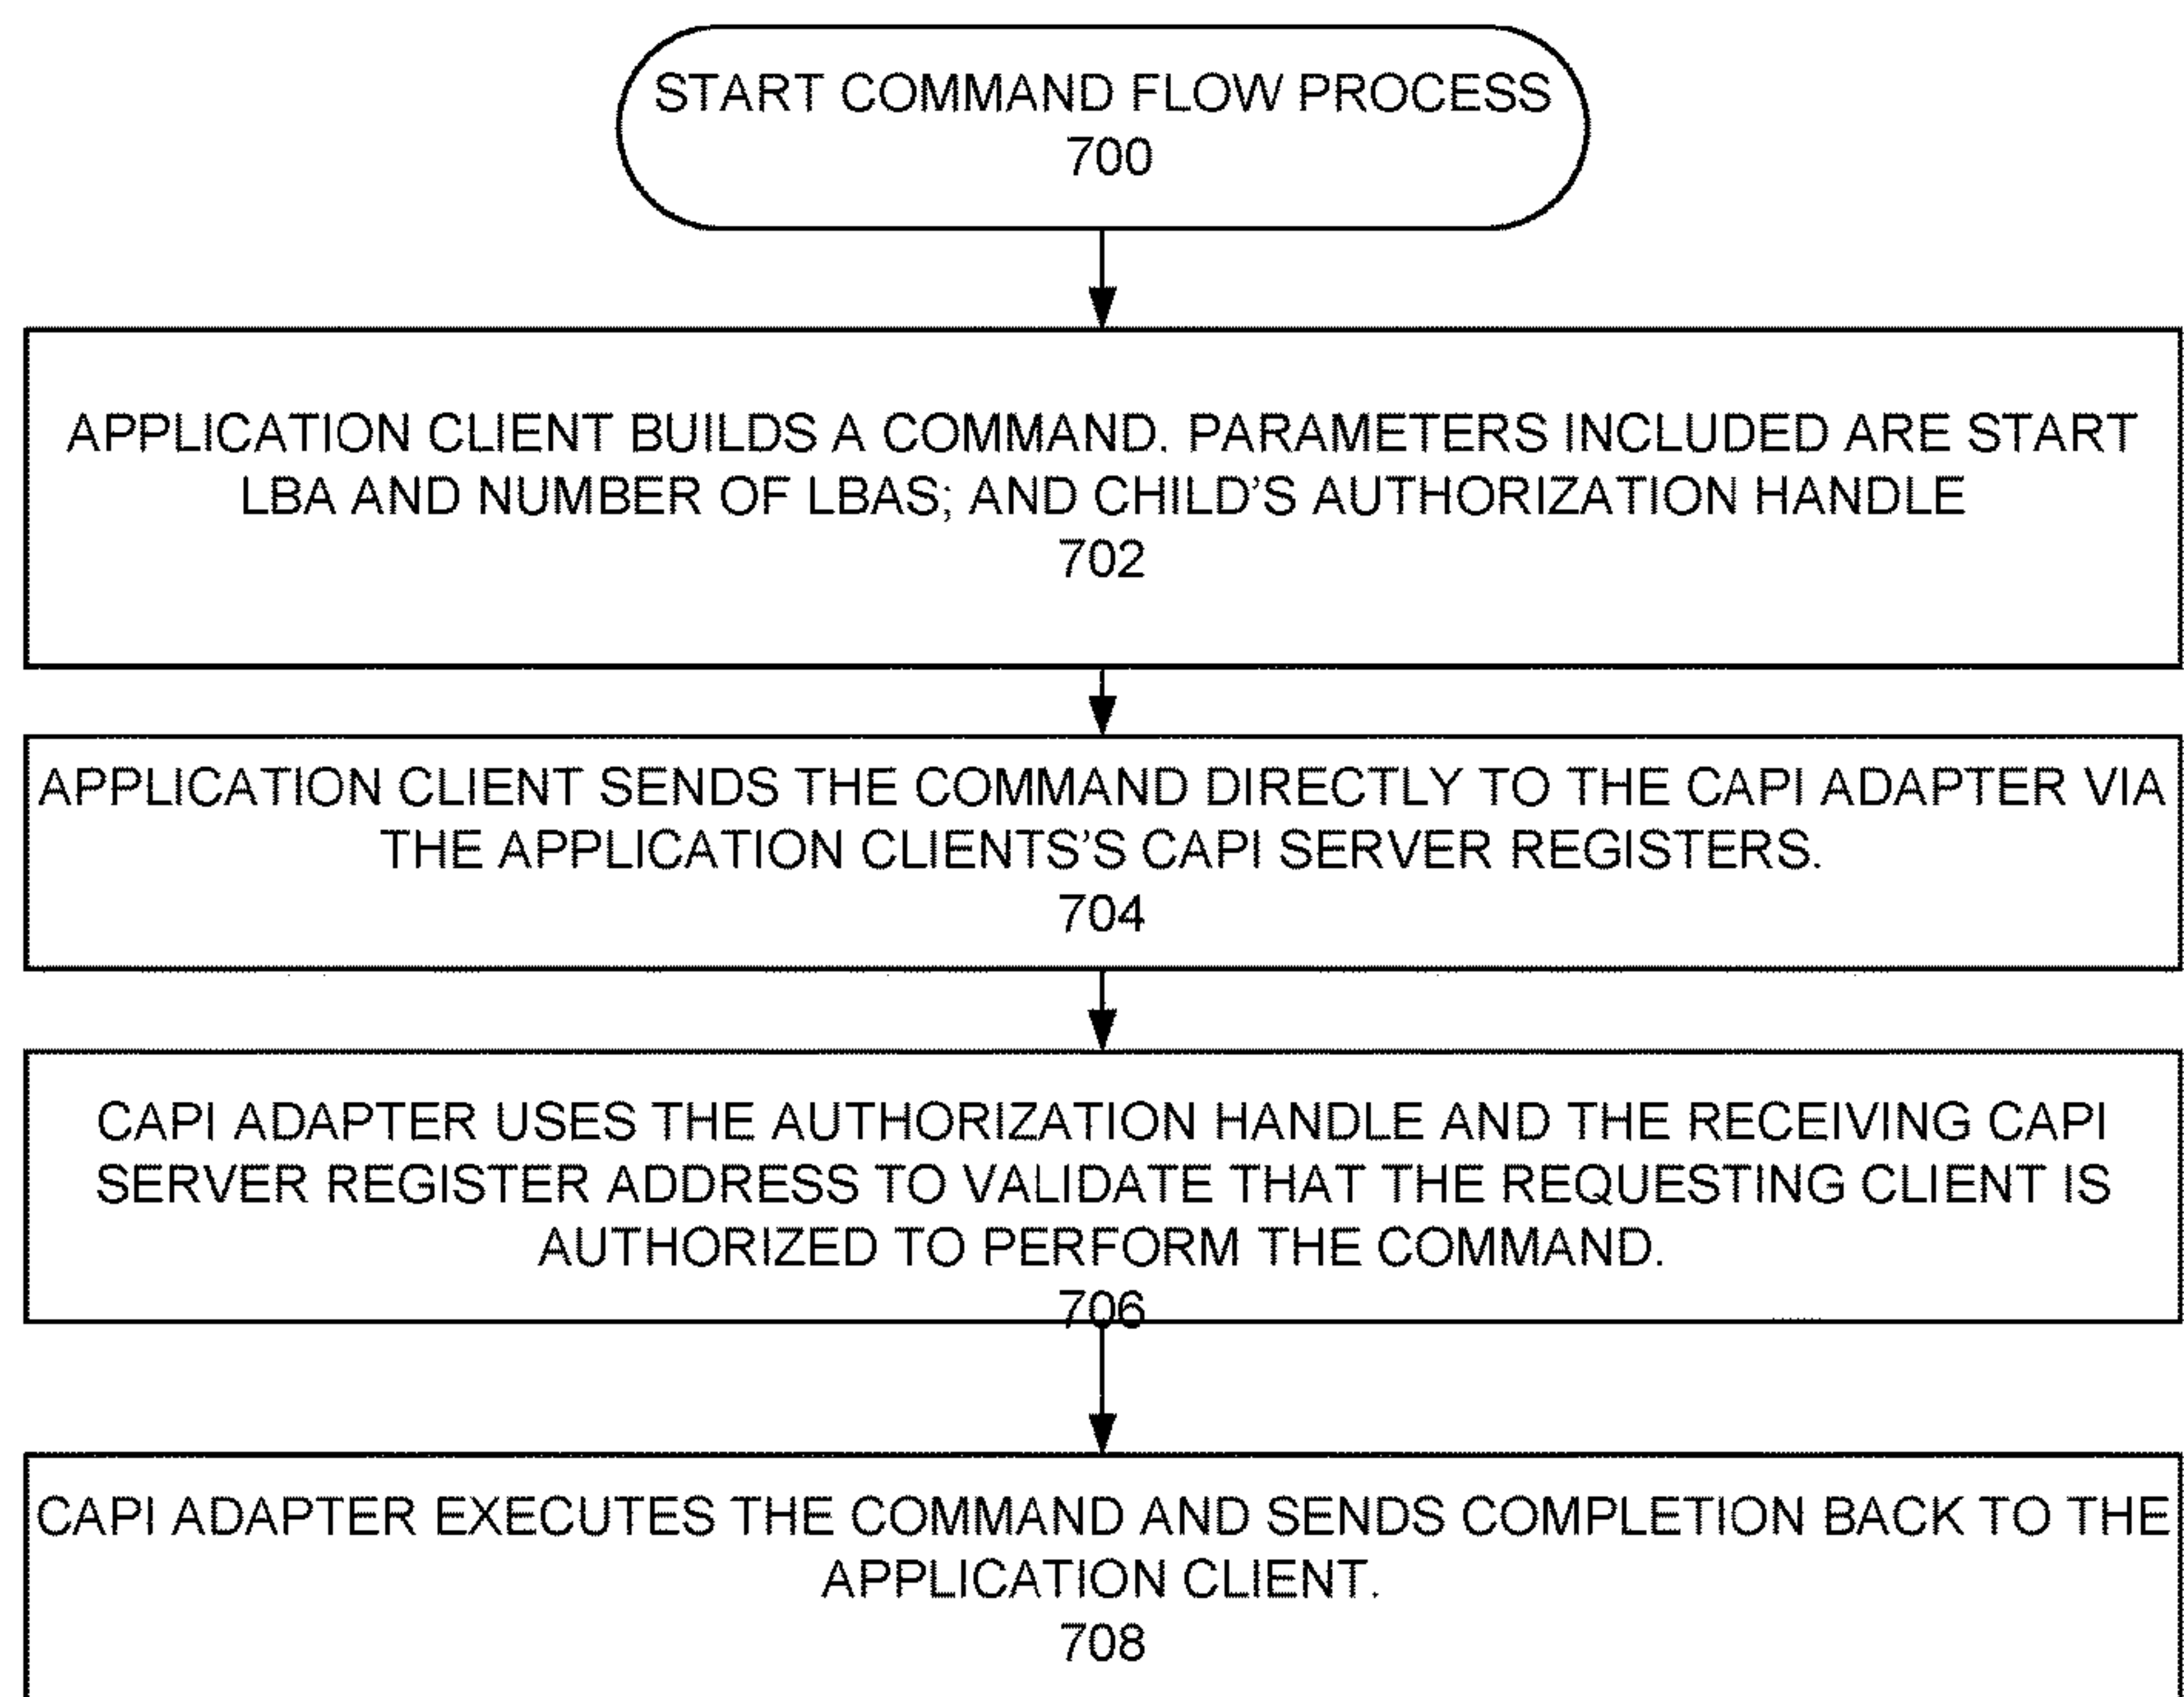 START COMMAND FLOW PROCESS
700
APPLICATION CLIENT BUILDS A COMMAND. PARAMETERS INCLUDED ARE START
LBA AND NUMBER OF LBAS; AND CHILD'S AUTHORIZATION HANDLE
702
APPLICATION CLIENT SENDS THE COMMAND DIRECTLY TO THE CAPI ADAPTER VIA
THE APPLICATION CLIENTS'S CAPI SERVER REGISTERS.
704
CAPI ADAPTER USES THE AUTHORIZATION HANDLE AND THE RECEIVING CAPI
SERVER REGISTER ADDRESS TO VALIDATE THAT THE REQUESTING CLIENT IS
AUTHORIZED TO PERFORM THE COMMAND.
706
CAPI ADAPTER EXECUTES THE COMMAND AND SENDS COMPLETION BACK TO THE
APPLICATION CLIENT.
708